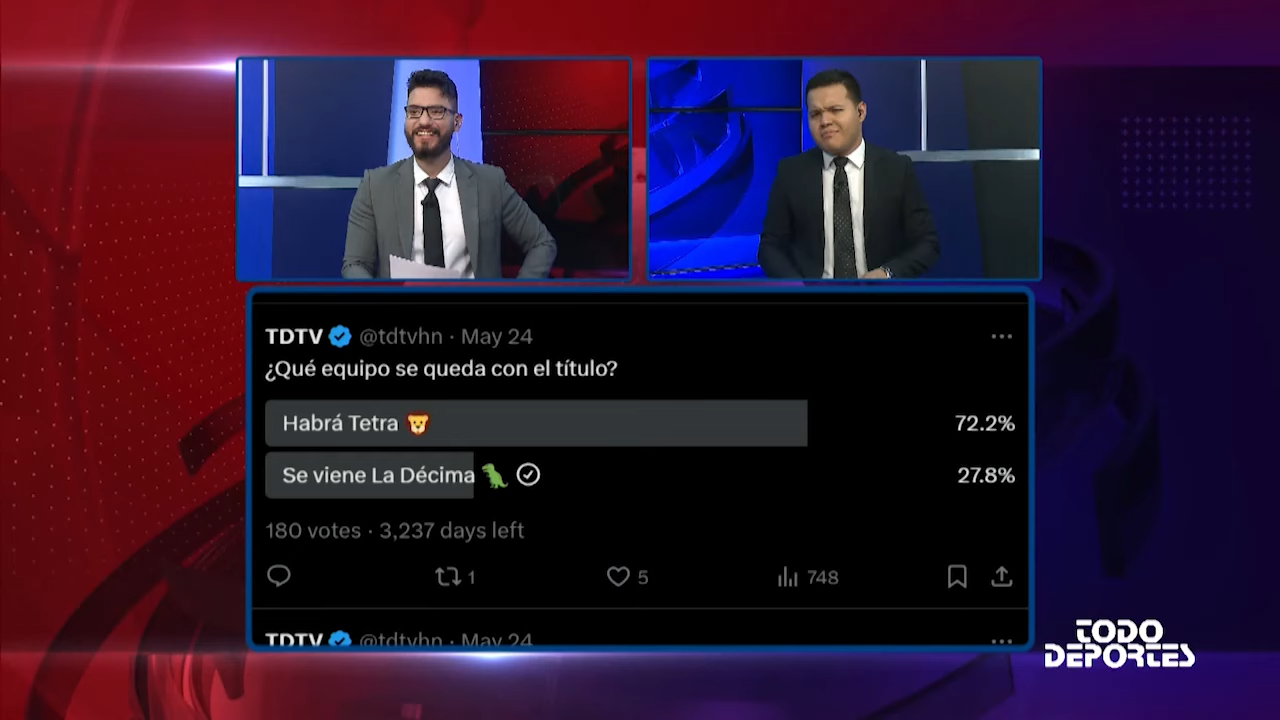 TDTV @tdtvhn · May 24
¿Qué equipo se queda con el título?
Habrá Tetra 🦁 72.2%
Se viene La Décima 🦖 27.8%
180 votes · 3,237 days left
1 5 748
TDTV @tdtvhn · May 24
TODO
DEPORTES